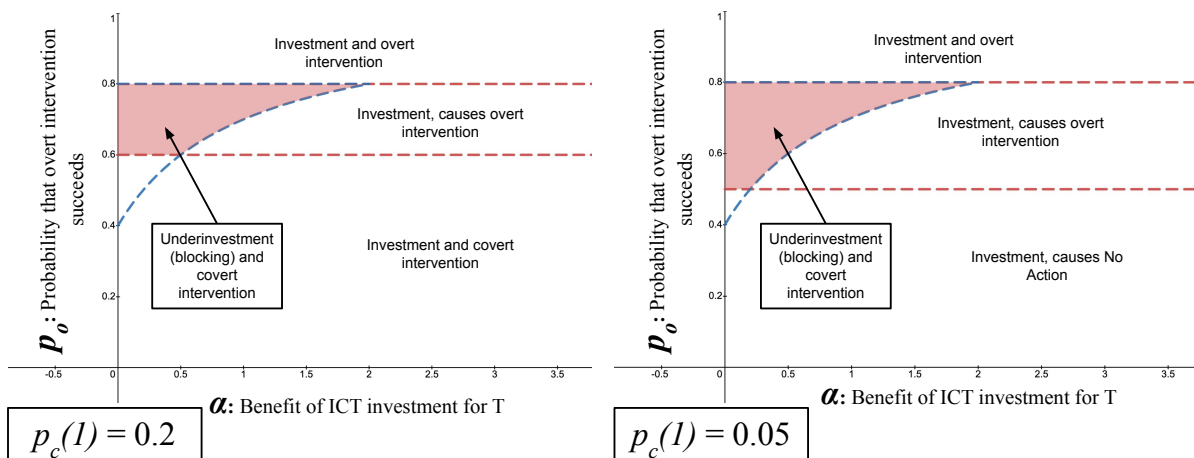 1
Investment and overt
intervention
0.8
Investment, causes overt
intervention
0.6
0.4
Underinvestment
(blocking) and
covert
intervention
Investment and covert
intervention
0.2
p_o: Probability that overt intervention
succeeds
-0.5 0 0.5 1 1.5 2 2.5 3 3.5
α: Benefit of ICT investment for T
p_c(1) = 0.2
1
Investment and overt
intervention
0.8
Investment, causes overt
intervention
0.6
0.4
Underinvestment
(blocking) and
covert
intervention
Investment, causes No
Action
0.2
p_o: Probability that overt intervention
succeeds
-0.5 0 0.5 1 1.5 2 2.5 3 3.5
α: Benefit of ICT investment for T
p_c(1) = 0.05